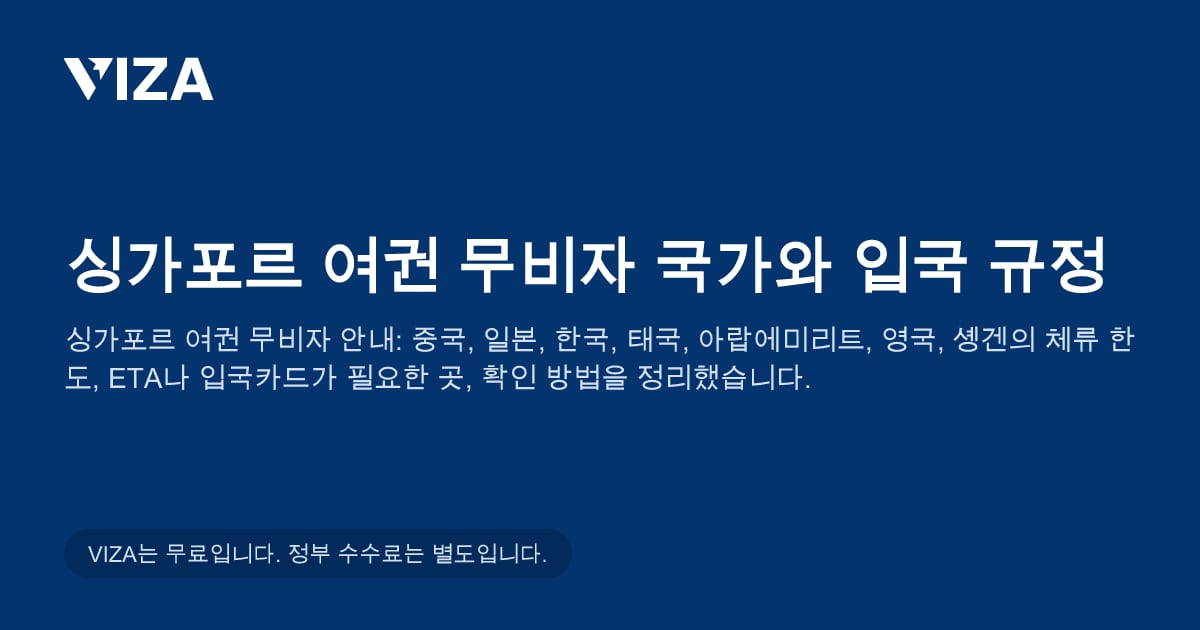 VIZA
싱가포르 여권 무비자 국가와 입국 규정
싱가포르 여권 무비자 안내: 중국, 일본, 한국, 태국, 아랍에미리트, 영국, 솅겐의 체류 한
도, ETA나 입국카드가 필요한 곳, 확인 방법을 정리했습니다.
VIZA는 무료입니다. 정부 수수료는 별도입니다.